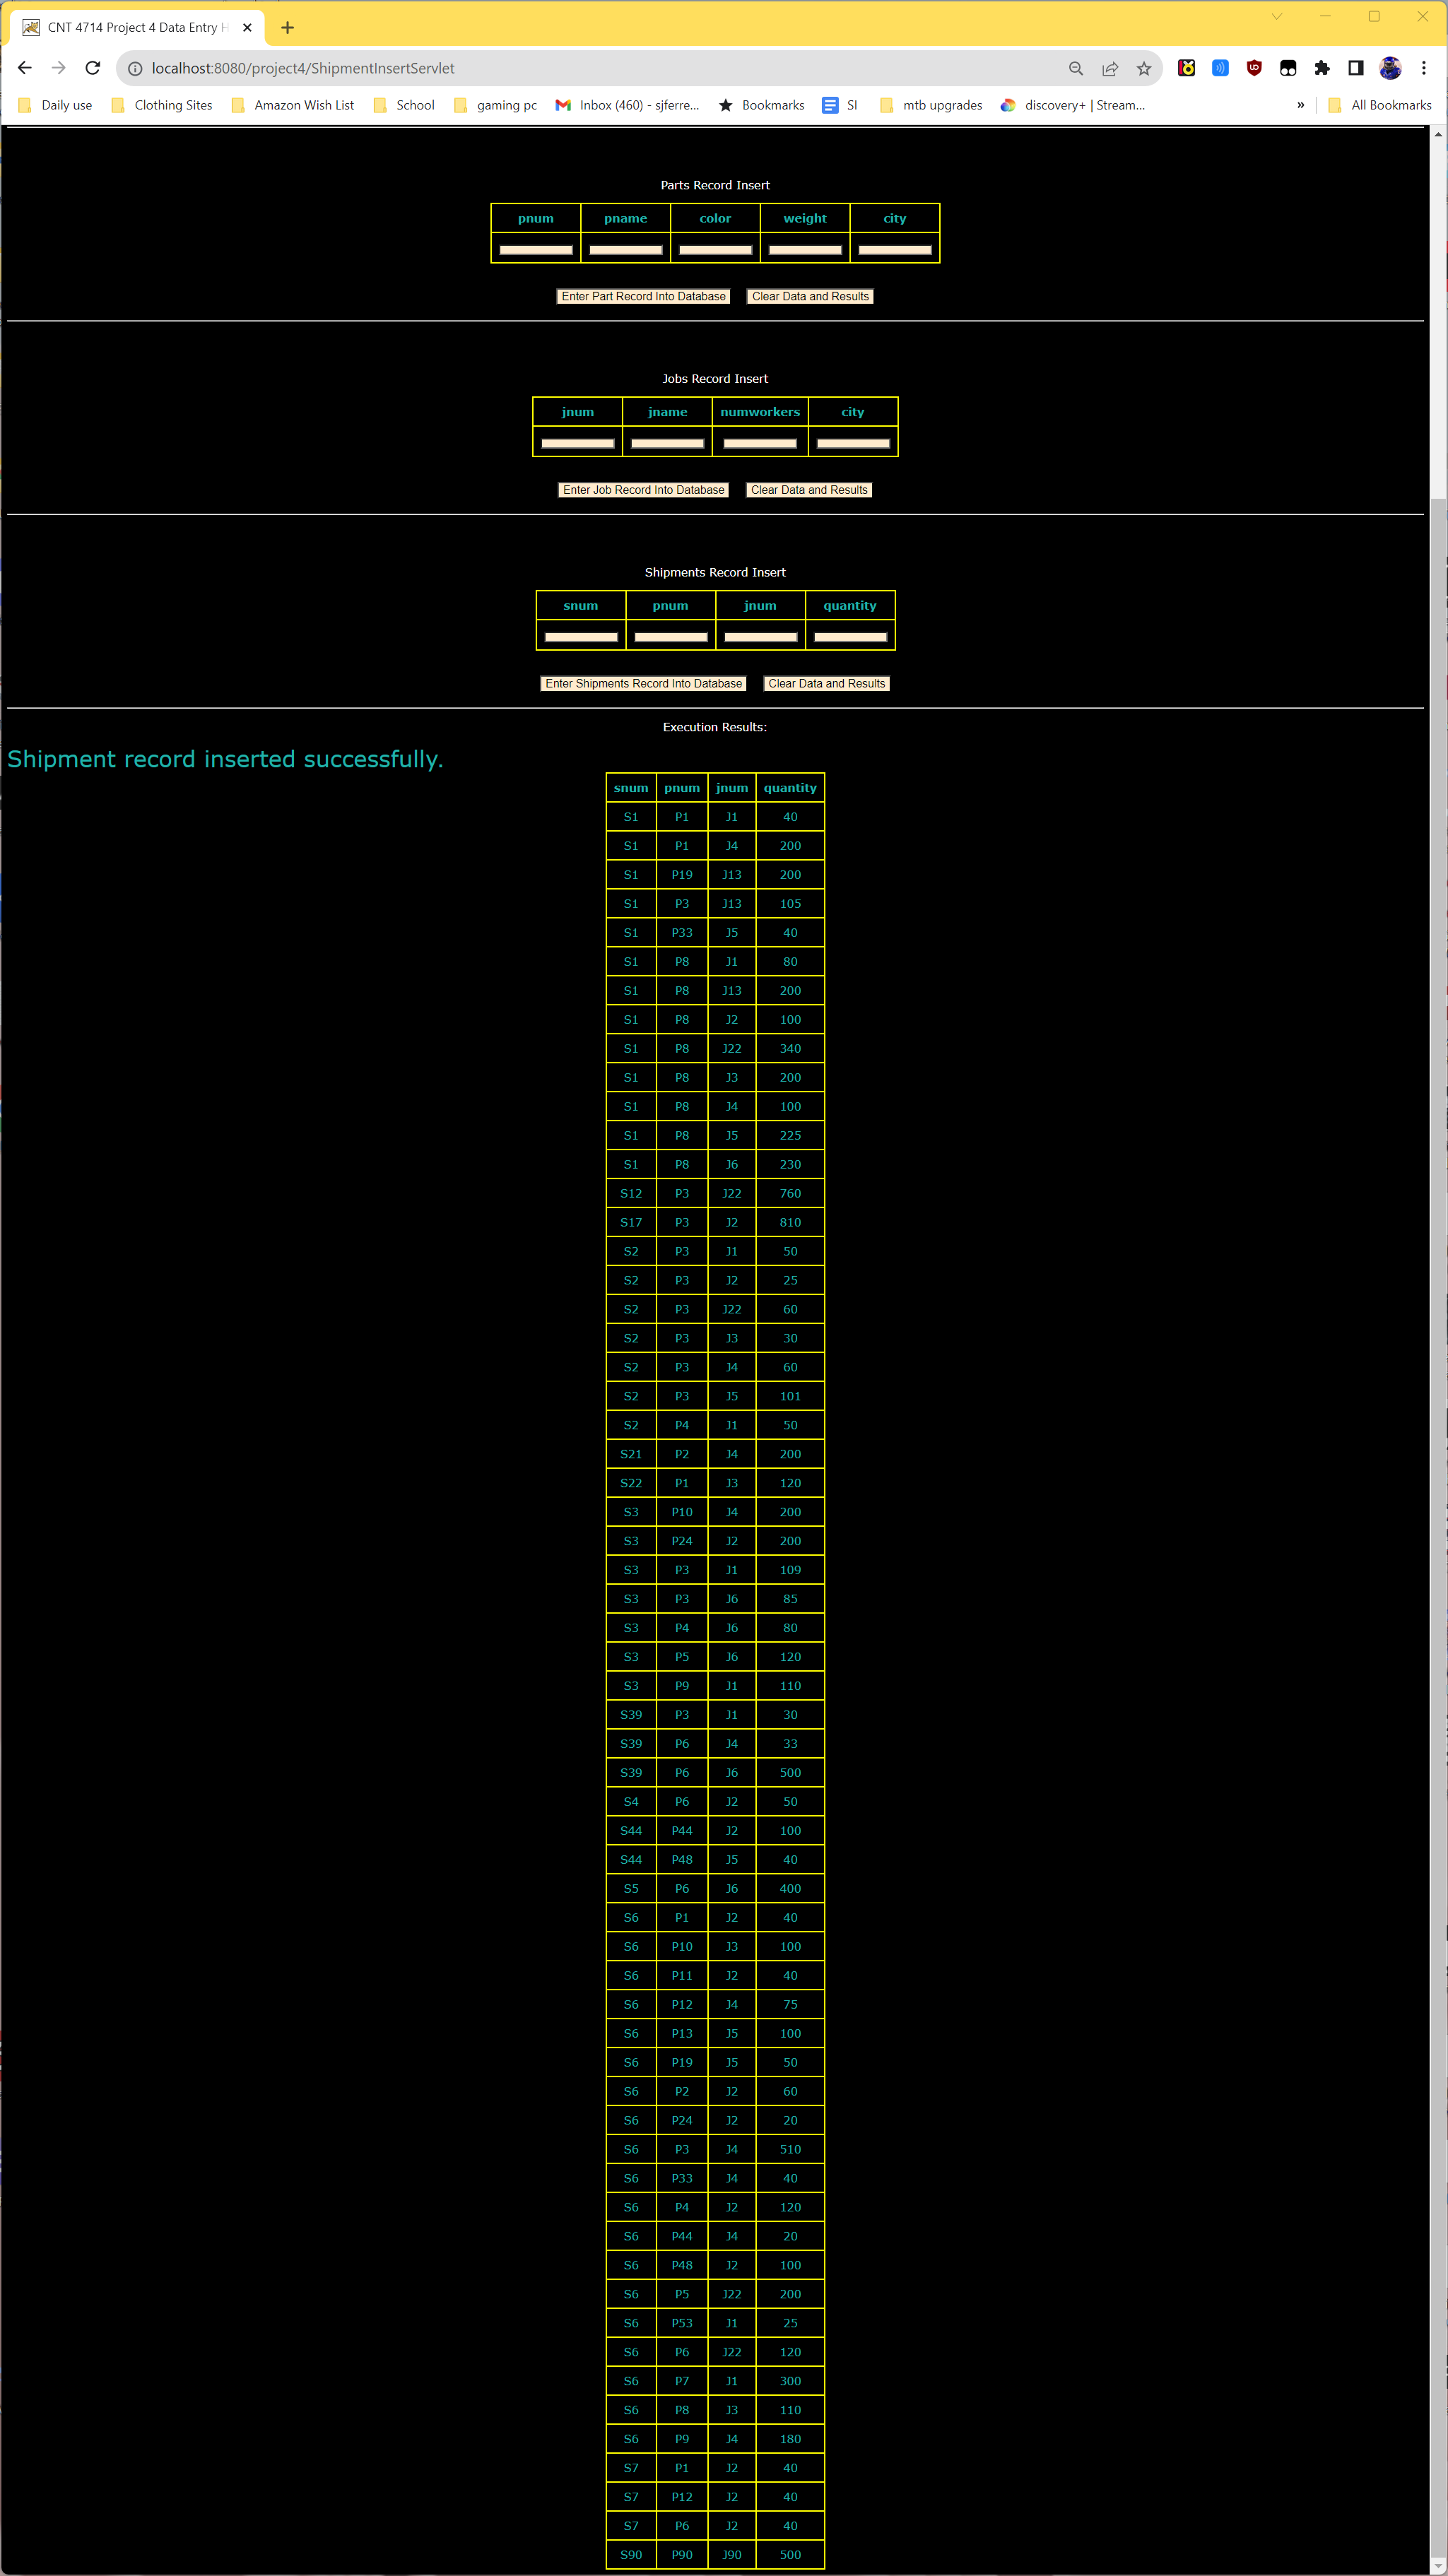 CNT 4714 Project 4 Data Entry H
localhost:8080/project4/ShipmentInsertServlet
Daily use Clothing Sites Amazon Wish List School gaming pc Inbox (460) - sjferre... Bookmarks SI mtb upgrades discovery+ | Stream... » All Bookmarks
Parts Record Insert
pnum pname color weight city
Enter Part Record Into Database Clear Data and Results
Jobs Record Insert
jnum jname numworkers city
Enter Job Record Into Database Clear Data and Results
Shipments Record Insert
snum pnum jnum quantity
Enter Shipments Record Into Database Clear Data and Results
Execution Results:
Shipment record inserted successfully.
snum pnum jnum quantity
S1 P1 J1 40
S1 P1 J4 200
S1 P19 J13 200
S1 P3 J13 105
S1 P33 J5 40
S1 P8 J1 80
S1 P8 J13 200
S1 P8 J2 100
S1 P8 J22 340
S1 P8 J3 200
S1 P8 J4 100
S1 P8 J5 225
S1 P8 J6 230
S12 P3 J22 760
S17 P3 J2 810
S2 P3 J1 50
S2 P3 J2 25
S2 P3 J22 60
S2 P3 J3 30
S2 P3 J4 60
S2 P3 J5 101
S2 P4 J1 50
S21 P2 J4 200
S22 P1 J3 120
S3 P10 J4 200
S3 P24 J2 200
S3 P3 J1 109
S3 P3 J6 85
S3 P4 J6 80
S3 P5 J6 120
S3 P9 J1 110
S39 P3 J1 30
S39 P6 J4 33
S39 P6 J6 500
S4 P6 J2 50
S44 P44 J2 100
S44 P48 J5 40
S5 P6 J6 400
S6 P1 J2 40
S6 P10 J3 100
S6 P11 J2 40
S6 P12 J4 75
S6 P13 J5 100
S6 P19 J5 50
S6 P2 J2 60
S6 P24 J2 20
S6 P3 J4 510
S6 P33 J4 40
S6 P4 J2 120
S6 P44 J4 20
S6 P48 J2 100
S6 P5 J22 200
S6 P53 J1 25
S6 P6 J22 120
S6 P7 J1 300
S6 P8 J3 110
S6 P9 J4 180
S7 P1 J2 40
S7 P12 J2 40
S7 P6 J2 40
S90 P90 J90 500